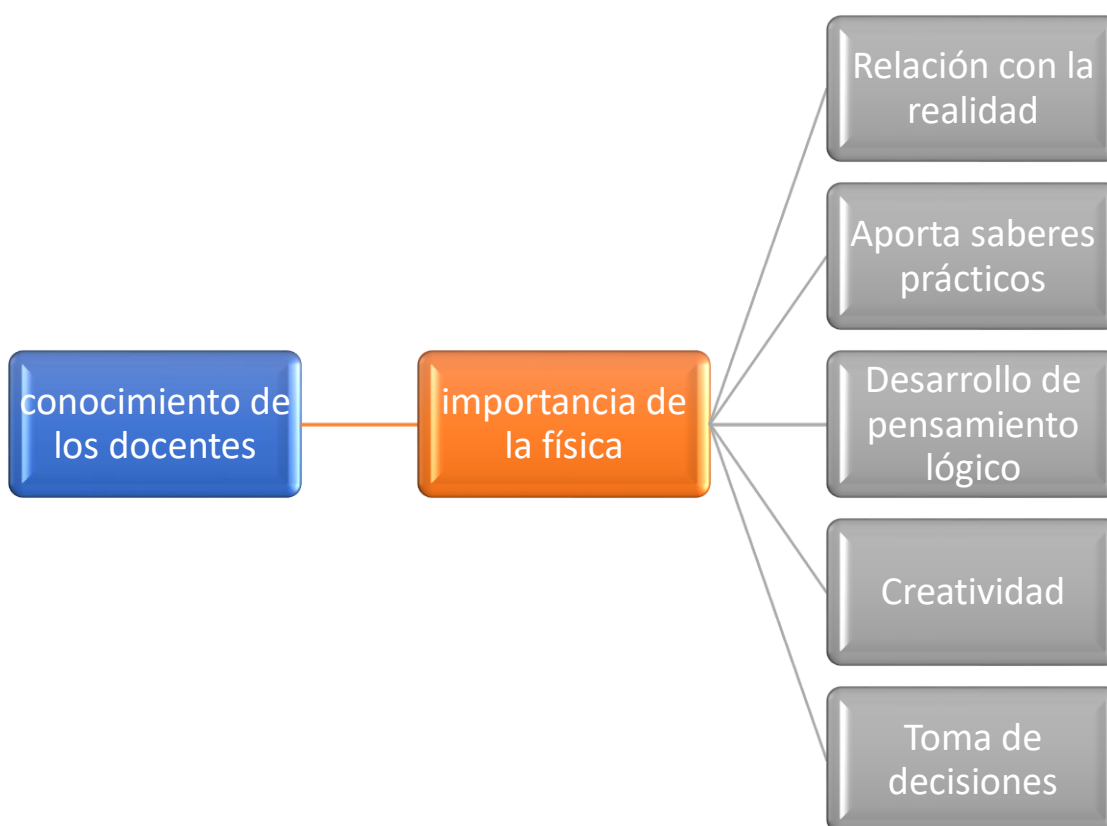 conocimiento de
los docentes
importancia de
la física
Relación con la
realidad
Aporta saberes
prácticos
Desarrollo de
pensamiento
lógico
Creatividad
Toma de
decisiones